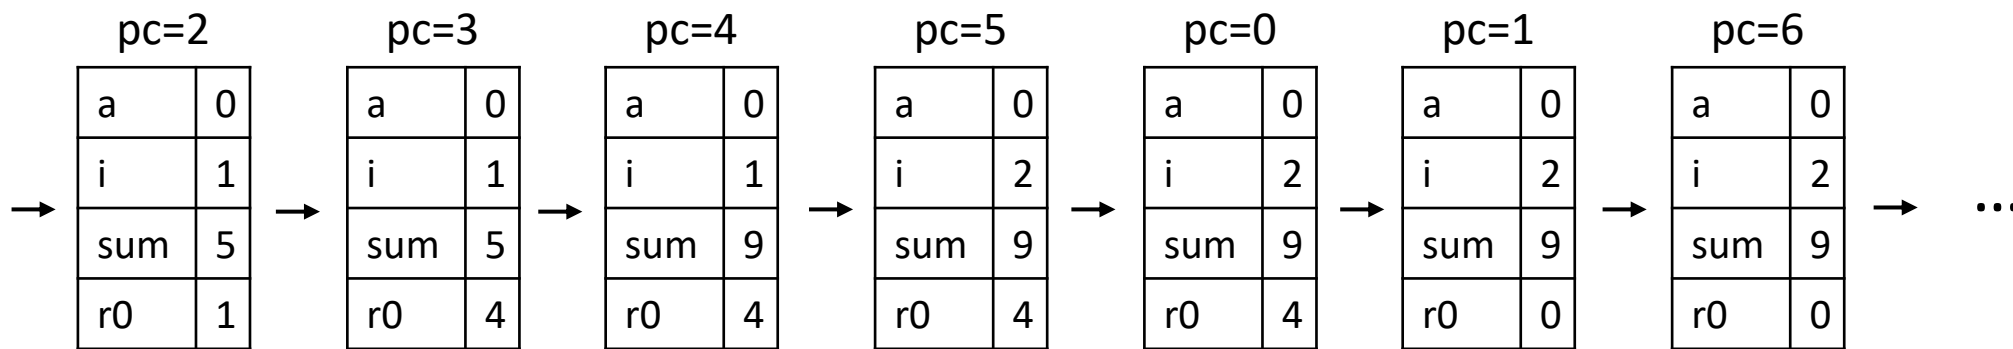 pc=2 pc=3 pc=4 pc=5 pc=0 pc=1 pc=6
a 0 a 0 a 0 a 0 a 0 a 0 a 0
i 1 i 1 i 1 i 2 i 2 i 2 i 2
→ → → → → → → → …
sum 5 sum 5 sum 9 sum 9 sum 9 sum 9 sum 9
r0 1 r0 4 r0 4 r0 4 r0 4 r0 0 r0 0